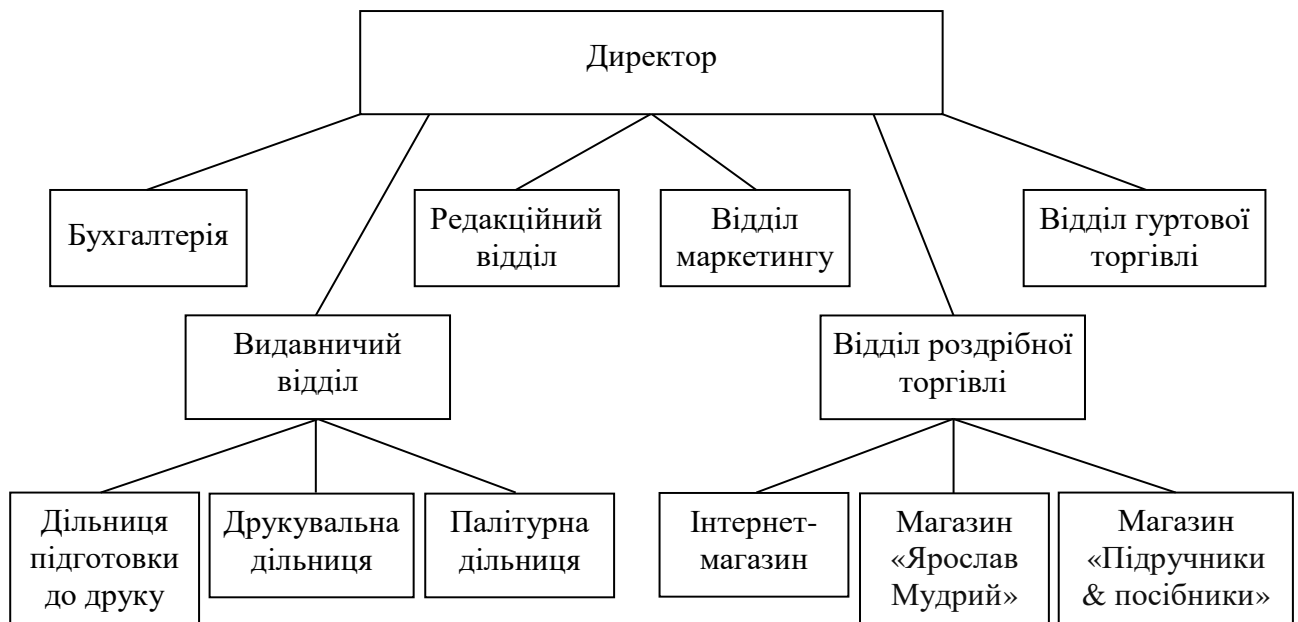 Директор
Бухгалтерія
Редакційний
відділ
Відділ
маркетингу
Відділ гуртової
торгівлі
Видавничий
відділ
Відділ роздрібної
торгівлі
Дільниця
підготовки
до друку
Друкувальна
дільниця
Палітурна
дільниця
Інтернет-
магазин
Магазин
«Ярослав
Мудрий»
Магазин
«Підручники
& посібники»